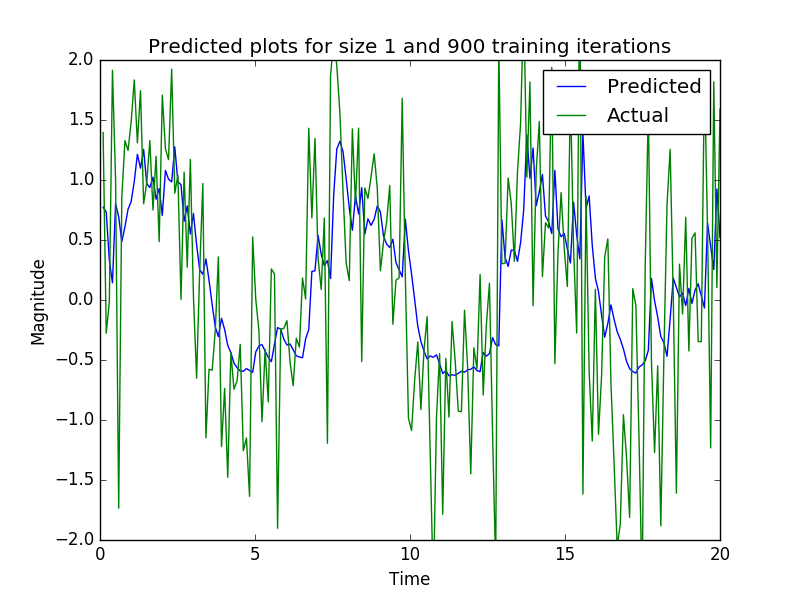 Predicted plots for size 1 and 900 training iterations
Predicted
Actual
2.0
1.5
1.0
0.5
0.0
−0.5
−1.0
−1.5
−2.0
Magnitude
0 5 10 15 20
Time